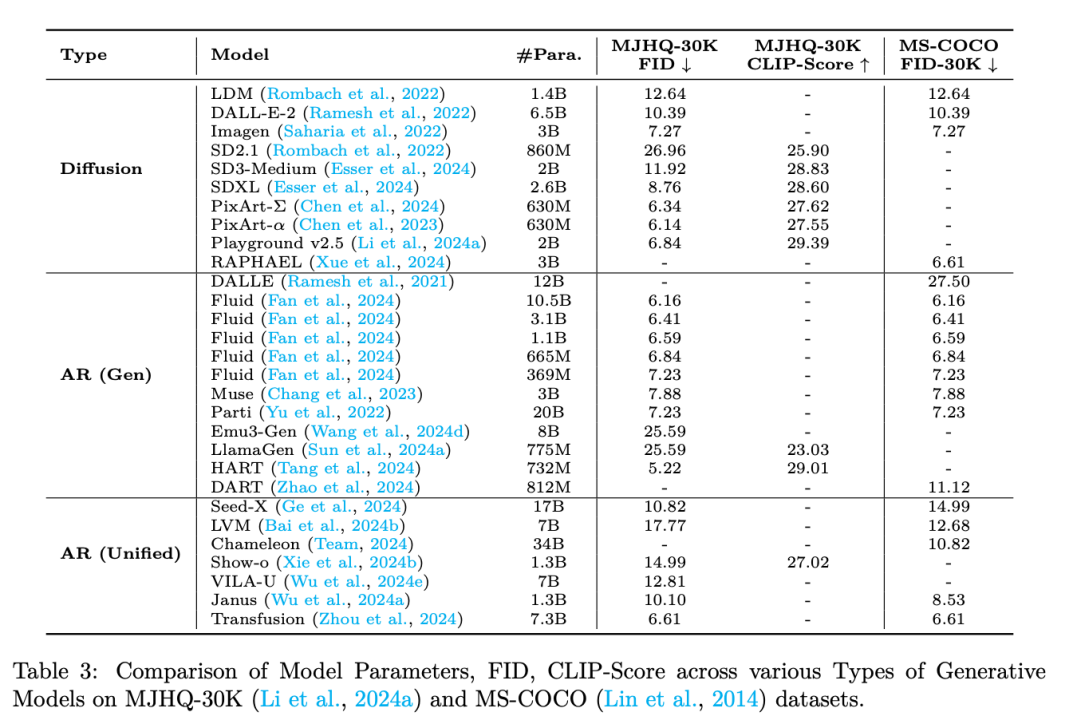 Type Model #Para. MJHQ-30K FID ↓ MJHQ-30K CLIP-Score ↑ MS-COCO FID-30K ↓
Diffusion
LDM (Rombach et al., 2022) 1.4B 12.64 - 12.64
DALL-E-2 (Ramesh et al., 2022) 6.5B 10.39 - 10.39
Imagen (Saharia et al., 2022) 3B 7.27 - 7.27
SD2.1 (Rombach et al., 2022) 860M 26.96 25.90 -
SD3-Medium (Esser et al., 2024) 2B 11.92 28.83 -
SDXL (Esser et al., 2024) 2.6B 8.76 28.60 -
PixArt-Σ (Chen et al., 2024) 630M 6.34 27.62 -
PixArt-α (Chen et al., 2023) 630M 6.14 27.55 -
Playground v2.5 (Li et al., 2024a) 2B 6.84 29.39 -
RAPHAEL (Xue et al., 2024) 3B - - 6.61
AR (Gen)
DALLE (Ramesh et al., 2021) 12B - - 27.50
Fluid (Fan et al., 2024) 10.5B 6.16 - 6.16
Fluid (Fan et al., 2024) 3.1B 6.41 - 6.41
Fluid (Fan et al., 2024) 1.1B 6.59 - 6.59
Fluid (Fan et al., 2024) 665M 6.84 - 6.84
Fluid (Fan et al., 2024) 369M 7.23 - 7.23
Muse (Chang et al., 2023) 3B 7.88 - 7.88
Parti (Yu et al., 2022) 20B 7.23 - 7.23
Emu3-Gen (Wang et al., 2024d) 8B 25.59 - -
LlamaGen (Sun et al., 2024a) 775M 25.59 23.03 -
HART (Tang et al., 2024) 732M 5.22 29.01 -
DART (Zhao et al., 2024) 812M - - 11.12
AR (Unified)
Seed-X (Ge et al., 2024) 17B 10.82 - 14.99
LVM (Bai et al., 2024b) 7B 17.77 - 12.68
Chameleon (Team, 2024) 34B - - 10.82
Show-o (Xie et al., 2024b) 1.3B 14.99 27.02 -
VILA-U (Wu et al., 2024e) 7B 12.81 - -
Janus (Wu et al., 2024a) 1.3B 10.10 - 8.53
Transfusion (Zhou et al., 2024) 7.3B 6.61 - 6.61
Table 3: Comparison of Model Parameters, FID, CLIP-Score across various Types of Generative
Models on MJHQ-30K (Li et al., 2024a) and MS-COCO (Lin et al., 2014) datasets.